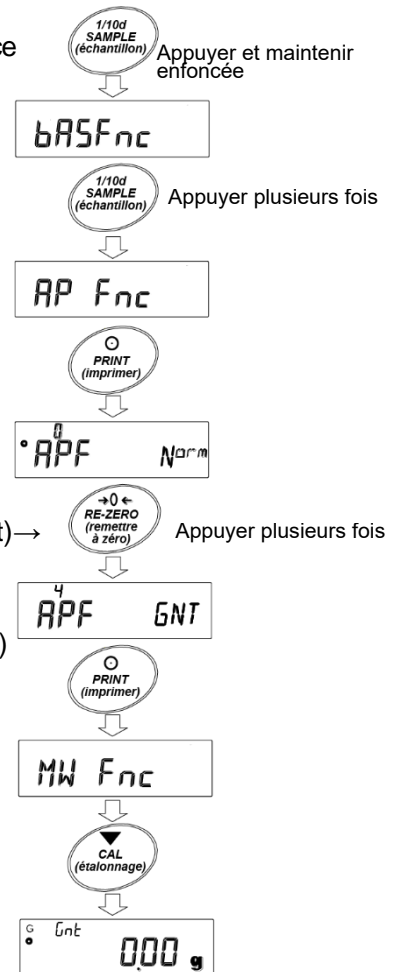 1/10d
SAMPLE
(échantillon)
ce
Appuyer et maintenir
enfoncée
bASFnc
1/10d
SAMPLE
(échantillon)
Appuyer plusieurs fois
AP Fnc
PRINT
(imprimer)
0
APF Norm
→0←
RE-ZERO
(remettre
à zéro)
t)→
Appuyer plusieurs fois
4
APF GNT
)
PRINT
(imprimer)
MW Fnc
CAL
(étalonnage)
G Gnt
0.00 g